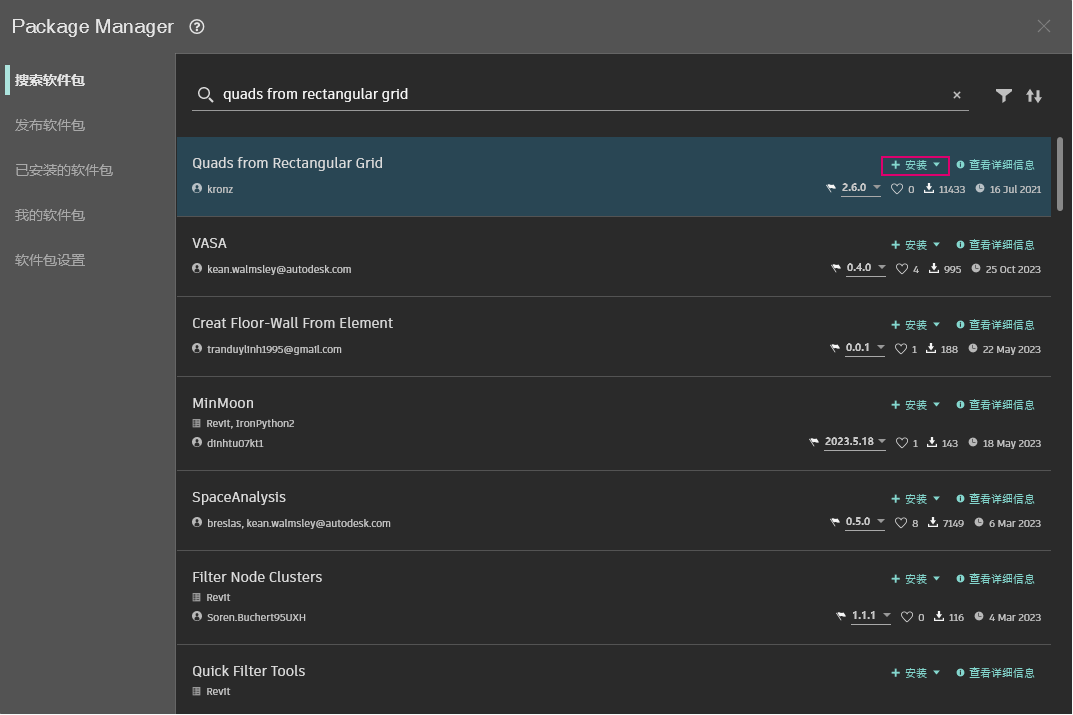 Package Manager
搜索软件包
发布软件包
已安装的软件包
我的软件包
软件包设置
quads from rectangular grid
Quads from Rectangular Grid
安装 查看详细信息
kronz 2.6.0 0 11433 16 Jul 2021
VASA
安装 查看详细信息
kean.walmsley@autodesk.com 0.4.0 4 995 25 Oct 2023
Creat Floor-Wall From Element
安装 查看详细信息
tranduylinh1995@gmail.com 0.0.1 1 188 22 May 2023
MinMoon
安装 查看详细信息
Revit, IronPython2
dinhtu07kt1 2023.5.18 1 143 18 May 2023
SpaceAnalysis
安装 查看详细信息
breslas, kean.walmsley@autodesk.com 0.5.0 8 7149 6 Mar 2023
Filter Node Clusters
安装 查看详细信息
Revit
Soren.Buchert95UXH 1.1.1 0 116 4 Mar 2023
Quick Filter Tools
安装 查看详细信息
Revit